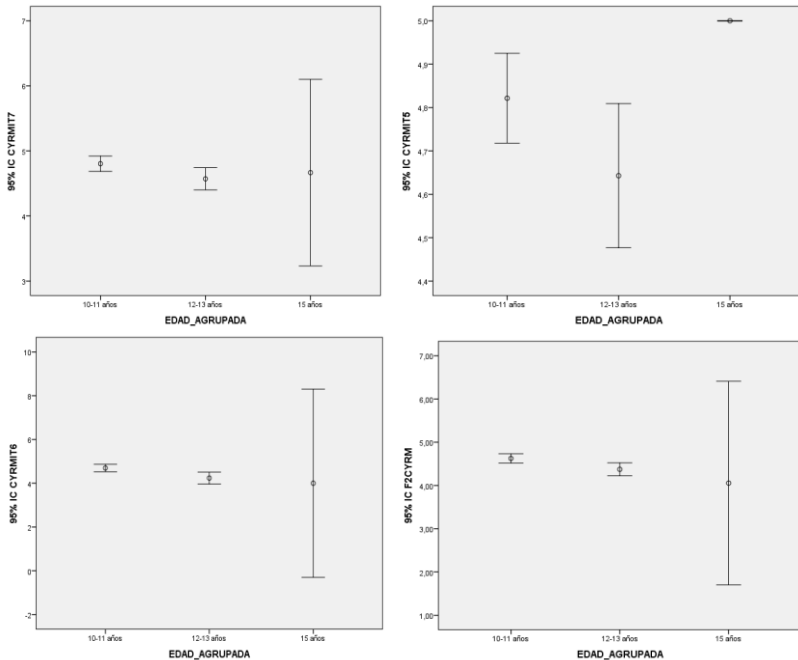 95% IC CYRMIT7
7
6
5
4
3
10-11 años
12-13 años
15 años
EDAD_AGRUPADA
95% IC CYRMIT5
5,0
4,9
4,8
4,7
4,6
4,5
4,4
10-11 años
12-13 años
15 años
EDAD_AGRUPADA
95% IC CYRMIT6
10
8
6
4
2
0
-2
10-11 años
12-13 años
15 años
EDAD_AGRUPADA
95% IC F2CYRM
7,00
6,00
5,00
4,00
3,00
2,00
1,00
10-11 años
12-13 años
15 años
EDAD_AGRUPADA